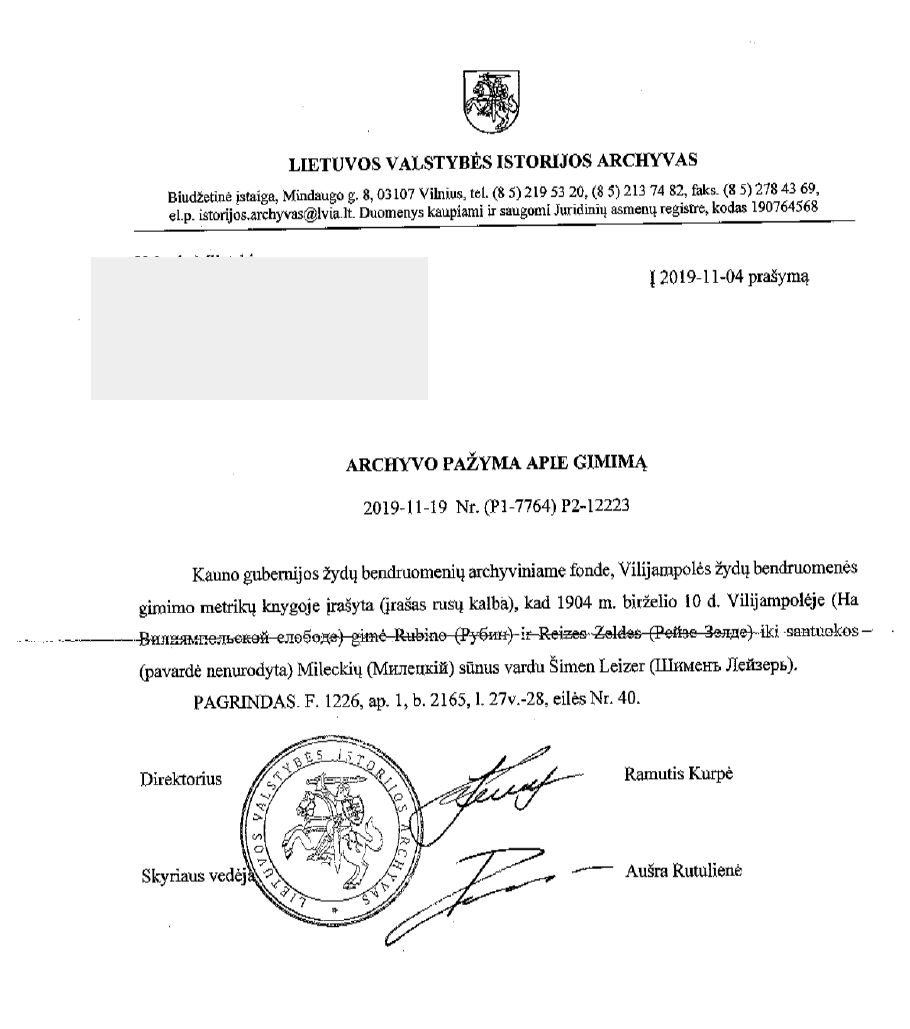 LIETUVOS VALSTYBĖS ISTORIJOS ARCHYVAS
Biudžetinė įstaiga, Mindaugo g. 8, 03107 Vilnius, tel. (8 5) 219 53 20, (8 5) 213 74 82, faks. (8 5) 278 43 69,
el.p. istorijos.archyvas@lvia.lt. Duomenys kaupiami ir saugomi Juridinių asmenų registre, kodas 190764568
Į 2019-11-04 prašymą
ARCHYVO PAŽYMA APIE GIMIMĄ
2019-11-19 Nr. (P1-7764) P2-12223
Kauno gubernijos žydų bendruomenių archyviniame fonde, Vilijampolės žydų bendruomenės
gimimo metrikų knygoje įrašyta (įrašas rusų kalba), kad 1904 m. birželio 10 d. Vilijampolėje (На
Вилиямпельской слободе) gimė Rubino (Рубин) ir Reizes Zeldes (Рейзе Зелде) iki santuokos
(pavardė nenurodyta) Mileckių (Милецкій) sūnus vardu Šimen Leizer (Шименъ Лейзерь).
PAGRINDAS. F. 1226, ap. 1, b. 2165, l. 27v.-28, eilės Nr. 40.
Direktorius
LIETUVOS VALSTYBĖS ISTORIJOS ARCHYVAS
Ramutis Kurpė
Skyriaus vedėja
Aušra Rutulienė